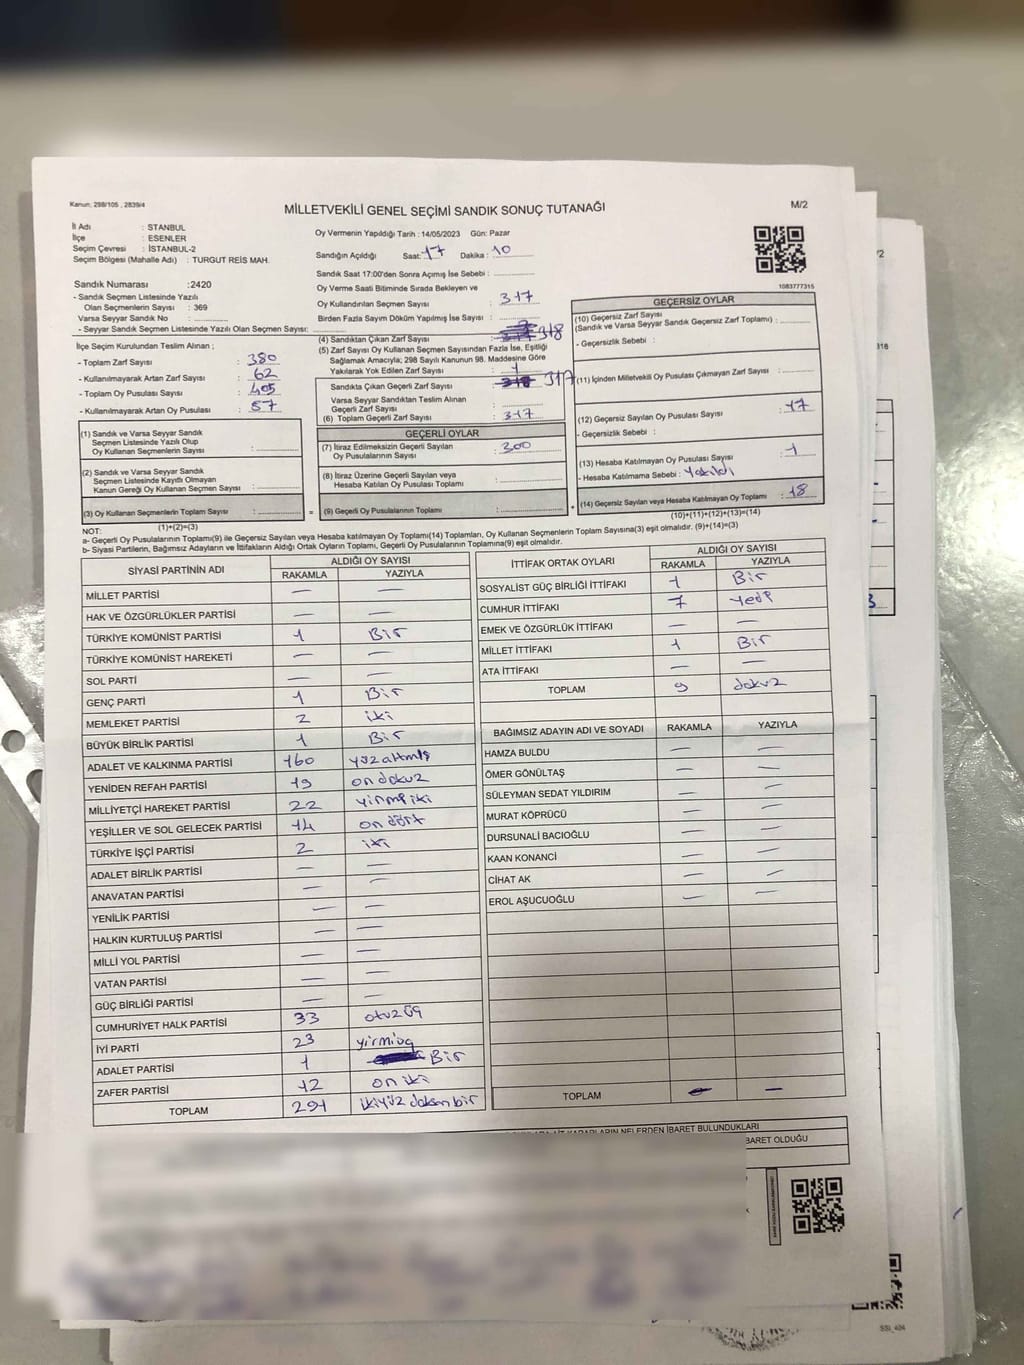 Kanun: 298/105 , 2839/4
MİLLETVEKİLİ GENEL SEÇİMİ SANDIK SONUÇ TUTANAĞI
M/2
İl Adı : İSTANBUL
İlçe : ESENLER
Seçim Çevresi : İSTANBUL-2
Seçim Bölgesi (Mahalle Adı) : TURGUT REİS MAH.
Sandık Numarası :2420
- Sandık Seçmen Listesinde Yazılı
Olan Seçmenlerin Sayısı : 369
Varsa Seyyar Sandık No :
- Seyyar Sandık Seçmen Listesinde Yazılı Olan Seçmen Sayısı:
İlçe Seçim Kurulundan Teslim Alınan ;
- Toplam Zarf Sayısı : 380
- Kullanılmayarak Artan Zarf Sayısı : 62
- Toplam Oy Pusulası Sayısı : 405
- Kullanılmayarak Artan Oy Pusulası : 87
(1) Sandık ve Varsa Seyyar Sandık
Seçmen Listesinde Yazılı Olup
Oy Kullanan Seçmenlerin Sayısı :
(2) Sandık ve Varsa Seyyar Sandık
Seçmen Listesinde Kayıtlı Olmayan
Kanun Gereği Oy Kullanan Seçmen Sayısı :
(3) Oy Kullanan Seçmenlerin Toplam Sayısı :
(1)+(2)=(3)
Oy Vermenin Yapıldığı Tarih : 14/05/2023 Gün: Pazar
Sandığın Açıldığı Saat: 17 Dakika : 10
Sandık Saat 17:00'den Sonra Açımış İse Sebebi :
Oy Verme Saati Bitiminde Sırada Bekleyen ve
Oy Kullandırılan Seçmen Sayısı : 317
Birden Fazla Sayım Döküm Yapılmış İse Sayısı :
(4) Sandıktan Çıkan Zarf Sayısı : 318
(5) Zarf Sayısı Oy Kullanan Seçmen Sayısından Fazla İse, Eşitliği
Sağlamak Amacıyla; 298 Sayılı Kanunun 98. Maddesine Göre
Yakılarak Yok Edilen Zarf Sayısı : 1
Sandıkta Çıkan Geçerli Zarf Sayısı : 317
Varsa Seyyar Sandıktan Teslim Alınan
Geçerli Zarf Sayısı :
(6) Toplam Geçerli Zarf Sayısı : 317
GEÇERLİ OYLAR
(7) İtiraz Edilmeksizin Geçerli Sayılan
Oy Pusulalarının Sayısı : 300
(8) İtiraz Üzerine Geçerli Sayılan veya
Hesaba Katılan Oy Pusulası Toplamı :
= (9) Geçerli Oy Pusulalarının Toplamı :
1083777315
GEÇERSİZ OYLAR
(10) Geçersiz Zarf Sayısı
(Sandık ve Varsa Seyyar Sandık Geçersiz Zarf Toplamı) :
- Geçersizlik Sebebi :
(11) İçinden Milletvekili Oy Pusulası Çıkmayan Zarf Sayısı :
(12) Geçersiz Sayılan Oy Pusulası Sayısı : 17
- Geçersizlik Sebebi :
(13) Hesaba Katılmayan Oy Pusulası Sayısı : 1
- Hesaba Katılmama Sebebi : Yakıldı
+ (14) Geçersiz Sayılan veya Hesaba Katılmayan Oy Toplamı : 18
(10)+(11)+(12)+(13)=(14)
NOT:
a- Geçerli Oy Pusulalarının Toplamı(9) ile Geçersiz Sayılan veya Hesaba katılmayan Oy Toplamı(14) Toplamları, Oy Kullanan Seçmenlerin Toplam Sayısına(3) eşit olmalıdır. (9)+(14)=(3)
b- Siyasi Partilerin, Bağımsız Adayların ve İttifakların Aldığı Ortak Oyların Toplamı, Geçerli Oy Pusulalarının Toplamına(9) eşit olmalıdır.
SİYASİ PARTİNİN ADI ALDIĞI OY SAYISI
RAKAMLA YAZIYLA
MİLLET PARTİSİ — —
HAK VE ÖZGÜRLÜKLER PARTİSİ — —
TÜRKİYE KOMÜNİST PARTİSİ 1 Bir
TÜRKİYE KOMÜNİST HAREKETİ — —
SOL PARTİ — —
GENÇ PARTİ 1 Bir
MEMLEKET PARTİSİ 2 iki
BÜYÜK BİRLİK PARTİSİ 1 Bir
ADALET VE KALKINMA PARTİSİ 160 yüzaltmış
YENİDEN REFAH PARTİSİ 19 ondokuz
MİLLİYETÇİ HAREKET PARTİSİ 22 yirmiiki
YEŞİLLER VE SOL GELECEK PARTİSİ 14 ondört
TÜRKİYE İŞÇİ PARTİSİ 2 iki
ADALET BİRLİK PARTİSİ — —
ANAVATAN PARTİSİ — —
YENİLİK PARTİSİ — —
HALKIN KURTULUŞ PARTİSİ — —
MİLLİ YOL PARTİSİ — —
VATAN PARTİSİ — —
GÜÇ BİRLİĞİ PARTİSİ — —
CUMHURİYET HALK PARTİSİ 33 otuzüç
İYİ PARTİ 23 yirmiüç
ADALET PARTİSİ 1 Bir
ZAFER PARTİSİ 12 oniki
TOPLAM 291 ikiyüz doksanbir
İTTİFAK ORTAK OYLARI ALDIĞI OY SAYISI
RAKAMLA YAZIYLA
SOSYALİST GÜÇ BİRLİĞİ İTTİFAKI 1 Bir
CUMHUR İTTİFAKI 7 yedi
EMEK VE ÖZGÜRLÜK İTTİFAKI — —
MİLLET İTTİFAKI 1 Bir
ATA İTTİFAKI — —
TOPLAM 9 dokuz
BAĞIMSIZ ADAYIN ADI VE SOYADI RAKAMLA YAZIYLA
HAMZA BULDU — —
ÖMER GÖNÜLTAŞ — —
SÜLEYMAN SEDAT YILDIRIM — —
MURAT KÖPRÜCÜ — —
DURSUNALİ BACIOĞLU — —
KAAN KONANCİ — —
CİHAT AK — —
EROL AŞUCUOĞLU — —
TOPLAM — —
KARARLARIN NELERDEN İBARET BULUNDUKLARI
BARET OLDUĞU